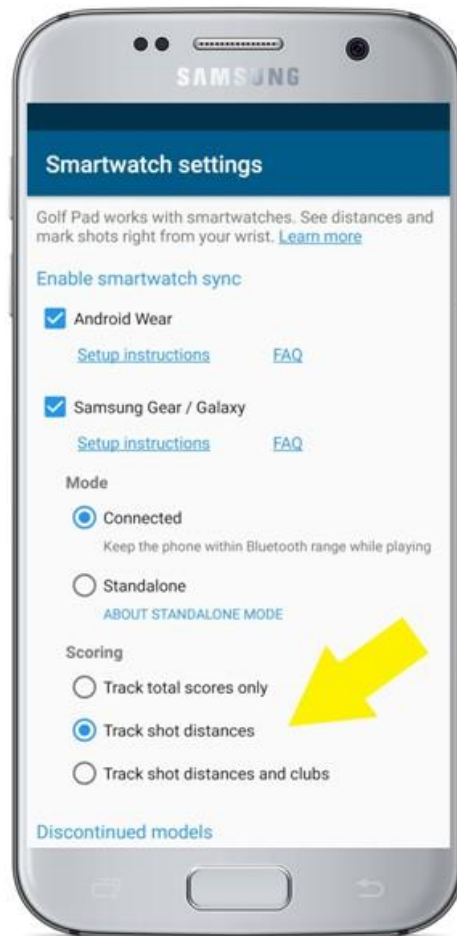 SAMSUNG
Smartwatch settings
Golf Pad works with smartwatches. See distances and
mark shots right from your wrist. Learn more
Enable smartwatch sync
Android Wear
Setup instructions FAQ
Samsung Gear / Galaxy
Setup instructions FAQ
Mode
Connected
Keep the phone within Bluetooth range while playing
Standalone
ABOUT STANDALONE MODE
Scoring
Track total scores only
Track shot distances
Track shot distances and clubs
Discontinued models